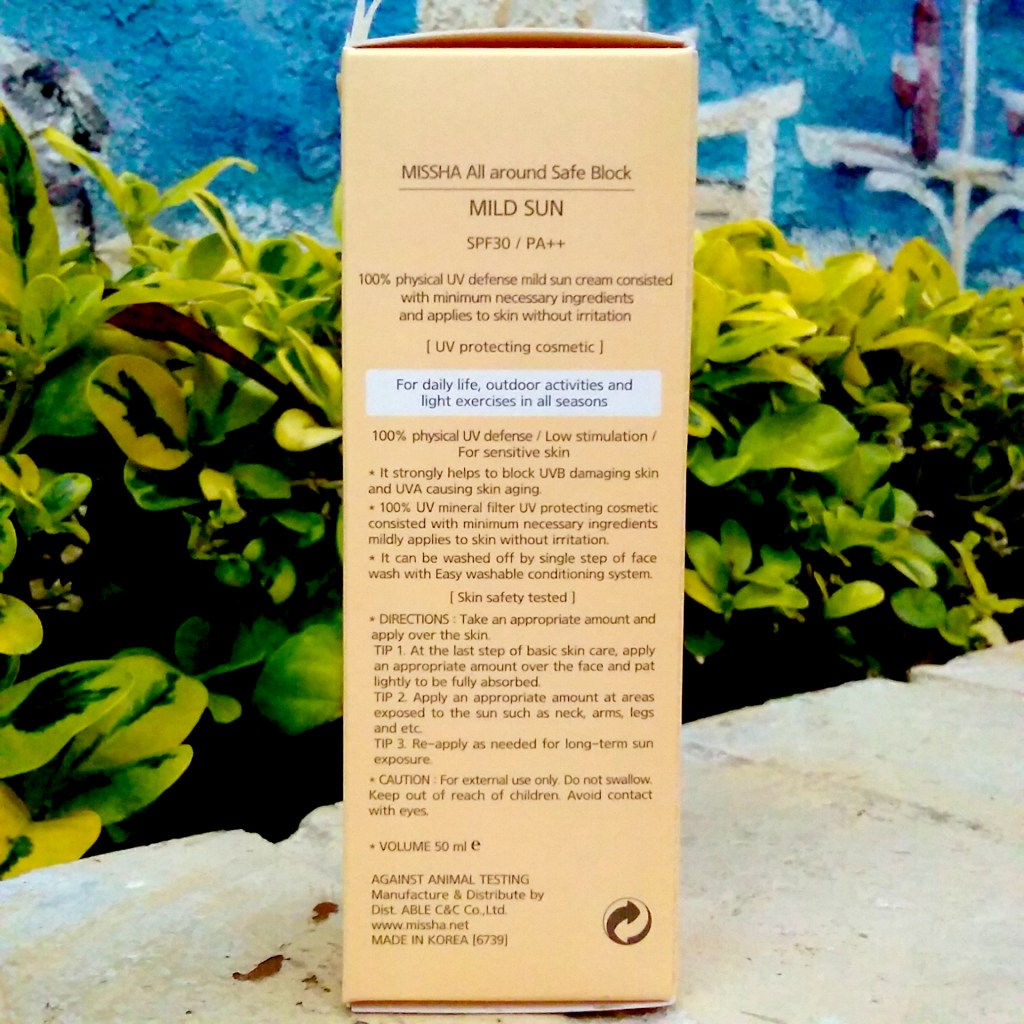 MISSHA All around Safe Block
MILD SUN
SPF30 / PA++
100% physical UV defense mild sun cream consisted
with minimum necessary ingredients
and applies to skin without irritation
[ UV protecting cosmetic ]
For daily life, outdoor activities and
light exercises in all seasons
100% physical UV defense / Low stimulation /
For sensitive skin
* It strongly helps to block UVB damaging skin
and UVA causing skin aging.
* 100% UV mineral filter UV protecting cosmetic
consisted with minimum necessary ingredients
mildly applies to skin without irritation.
* It can be washed off by single step of face
wash with Easy washable conditioning system.
[ Skin safety tested ]
* DIRECTIONS : Take an appropriate amount and
apply over the skin.
TIP 1. At the last step of basic skin care, apply
an appropriate amount over the face and pat
lightly to be fully absorbed.
TIP 2. Apply an appropriate amount at areas
exposed to the sun such as neck, arms, legs
and etc.
TIP 3. Re-apply as needed for long-term sun
exposure.
* CAUTION : For external use only. Do not swallow.
Keep out of reach of children. Avoid contact
with eyes.
* VOLUME 50 ml ℮
AGAINST ANIMAL TESTING
Manufacture & Distribute by
Dist. ABLE C&C Co.,Ltd.
www.missha.net
MADE IN KOREA [6739]